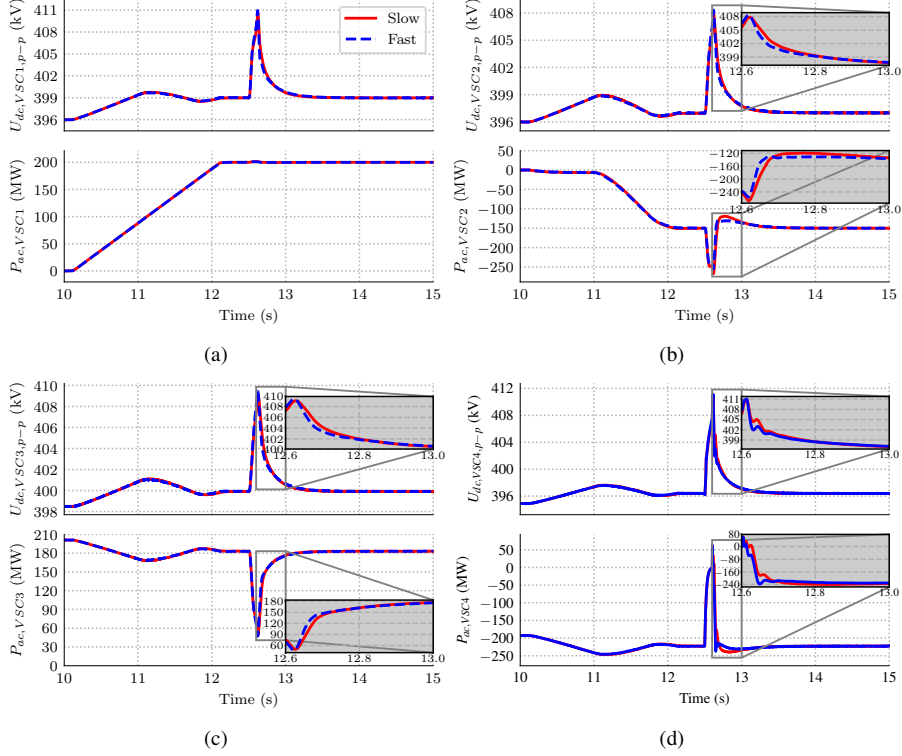 U_{dc,VSC1,p-p} (kV)
411
408
405
402
399
396
Slow
Fast
P_{ac,VSC1} (MW)
200
150
100
50
0
10 11 12 13 14 15
Time (s)
(a)
U_{dc,VSC2,p-p} (kV)
408
405
402
399
396
408
405
402
399
12.6 12.8 13.0
P_{ac,VSC2} (MW)
50
0
−50
−100
−150
−200
−250
−120
−160
−200
−240
12.6 12.8 13.0
10 11 12 13 14 15
Time (s)
(b)
U_{dc,VSC3,p-p} (kV)
410
408
406
404
402
400
398
410
408
406
404
402
400
12.6 12.8 13.0
P_{ac,VSC3} (MW)
210
180
150
120
90
60
30
0
180
150
120
90
60
12.6 12.8 13.0
10 11 12 13 14 15
Time (s)
(c)
U_{dc,VSC4,p-p} (kV)
412
408
404
400
396
411
408
405
402
399
12.6 12.8 13.0
P_{ac,VSC4} (MW)
50
0
−50
−100
−150
−200
−250
80
0
−80
−160
−240
12.6 12.8 13.0
10 11 12 13 14 15
Time (s)
(d)